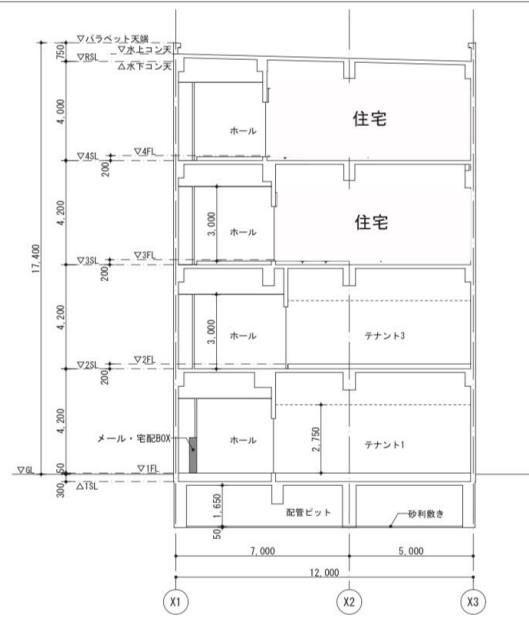 ▽パラペット天端
▽水上コン天
750
▽RSL
△水下コン天
4,000
住宅
ホール
▽4FL
▽4SL
200
4,200
住宅
3,000
ホール
17,400
▽3FL
▽3SL
200
4,200
3,000
ホール
テナント3
▽2FL
▽2SL
200
4,200
メール・宅配BOX
ホール
2,750
テナント1
▽GL
▽1FL
50
300
△TSL
1,650
配管ピット
砂利敷き
50
7,000
5,000
12,000
X1
X2
X3